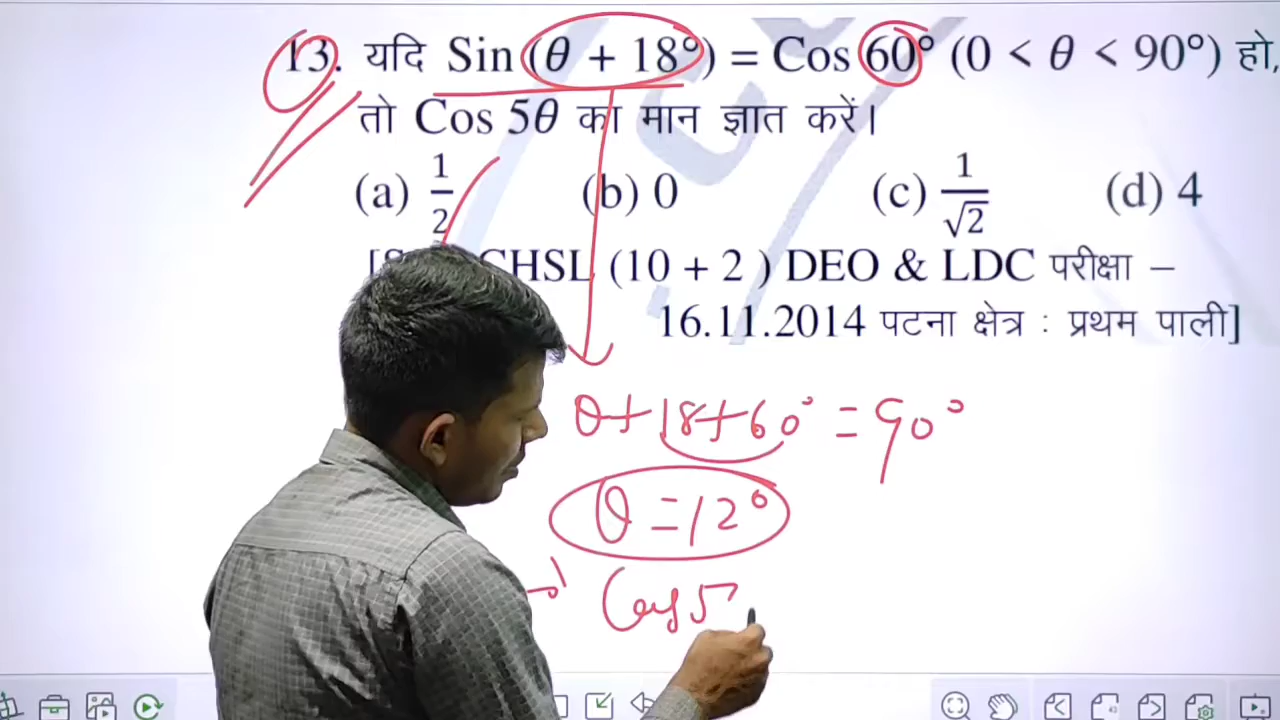 13. यदि Sin (θ + 18°) = Cos 60° (0 < θ < 90°) हो,
तो Cos 5θ का मान ज्ञात करें।
(a) 1/2 (b) 0 (c) 1/√2 (d) 4
CHSL (10 + 2 ) DEO & LDC परीक्षा –
16.11.2014 पटना क्षेत्र : प्रथम पाली]
θ + 18 + 60° = 90°
θ = 12°
Cos 5